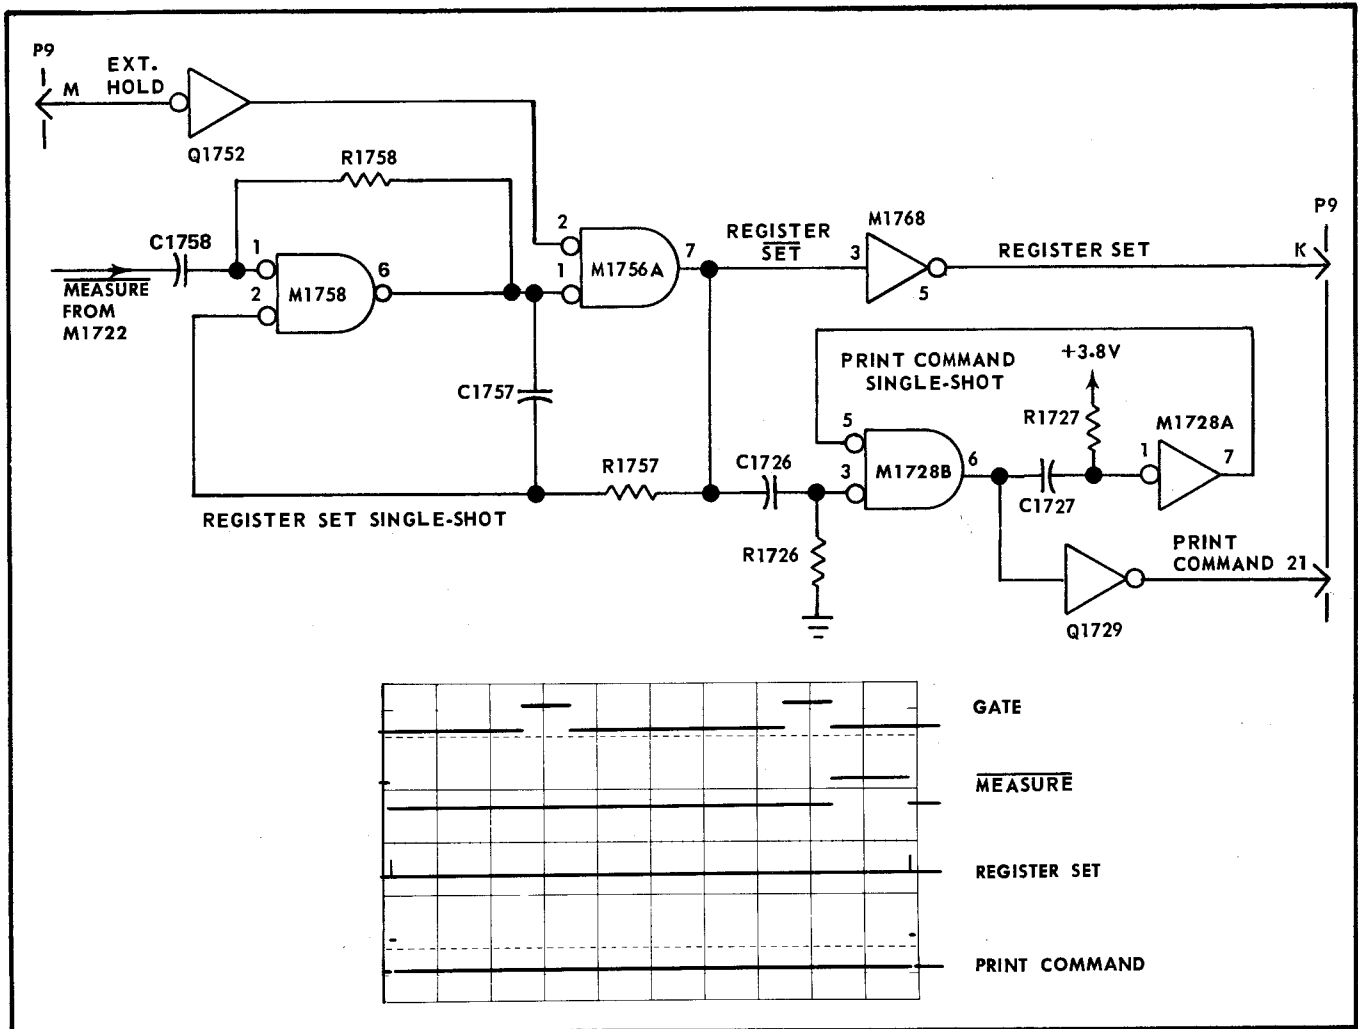 P9
M
EXT.
HOLD
Q1752
R1758
C1758
1
2
M1758
6
MEASURE
FROM
M1722
2
1
M1756A
7
REGISTER
SET
M1768
3
5
REGISTER SET
P9
K
C1757
R1757
REGISTER SET SINGLE-SHOT
C1726
R1726
PRINT COMMAND
SINGLE-SHOT
+3.8V
R1727
5
3
M1728B
6
C1727
M1728A
1
7
PRINT
COMMAND 21
Q1729
GATE
MEASURE
REGISTER SET
PRINT COMMAND